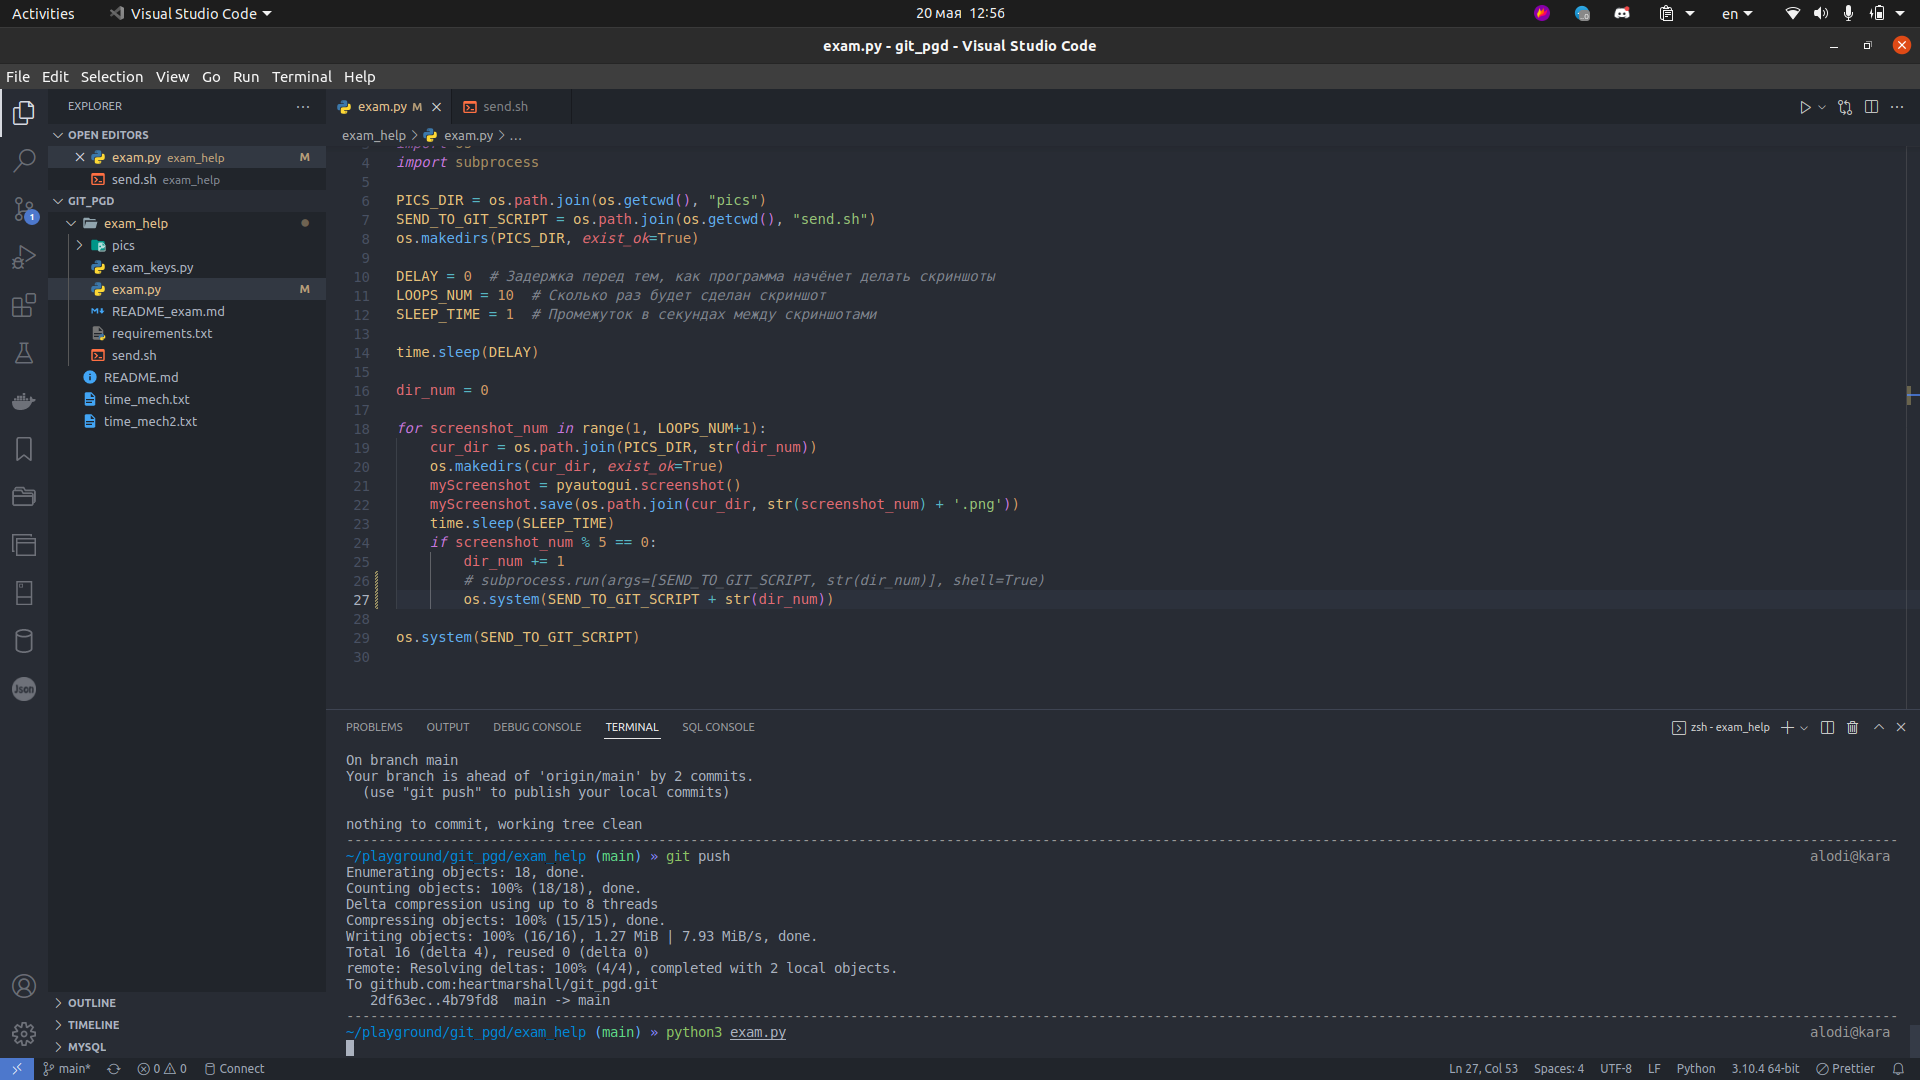 Activities
Visual Studio Code
20 мая 12:56
en
exam.py - git_pgd - Visual Studio Code
File Edit Selection View Go Run Terminal Help
EXPLORER
OPEN EDITORS
exam.py exam_help M
send.sh exam_help
GIT_PGD
exam_help
pics
exam_keys.py
exam.py M
README_exam.md
requirements.txt
send.sh
README.md
time_mech.txt
time_mech2.txt
OUTLINE
TIMELINE
MYSQL
1
Json
exam.py M
send.sh
exam_help > exam.py > ...
4 import subprocess
5
6 PICS_DIR = os.path.join(os.getcwd(), "pics")
7 SEND_TO_GIT_SCRIPT = os.path.join(os.getcwd(), "send.sh")
8 os.makedirs(PICS_DIR, exist_ok=True)
9
10 DELAY = 0 # Задержка перед тем, как программа начёнет делать скриншоты
11 LOOPS_NUM = 10 # Сколько раз будет сделан скриншот
12 SLEEP_TIME = 1 # Промежуток в секундах между скриншотами
13
14 time.sleep(DELAY)
15
16 dir_num = 0
17
18 for screenshot_num in range(1, LOOPS_NUM+1):
19 cur_dir = os.path.join(PICS_DIR, str(dir_num))
20 os.makedirs(cur_dir, exist_ok=True)
21 myScreenshot = pyautogui.screenshot()
22 myScreenshot.save(os.path.join(cur_dir, str(screenshot_num) + '.png'))
23 time.sleep(SLEEP_TIME)
24 if screenshot_num % 5 == 0:
25 dir_num += 1
26 # subprocess.run(args=[SEND_TO_GIT_SCRIPT, str(dir_num)], shell=True)
27 os.system(SEND_TO_GIT_SCRIPT + str(dir_num))
28
29 os.system(SEND_TO_GIT_SCRIPT)
30
PROBLEMS OUTPUT DEBUG CONSOLE TERMINAL SQL CONSOLE
zsh - exam_help
On branch main
Your branch is ahead of 'origin/main' by 2 commits.
(use "git push" to publish your local commits)
nothing to commit, working tree clean
~/playground/git_pgd/exam_help (main) » git push alodi@kara
Enumerating objects: 18, done.
Counting objects: 100% (18/18), done.
Delta compression using up to 8 threads
Compressing objects: 100% (15/15), done.
Writing objects: 100% (16/16), 1.27 MiB | 7.93 MiB/s, done.
Total 16 (delta 4), reused 0 (delta 0)
remote: Resolving deltas: 100% (4/4), completed with 2 local objects.
To github.com:heartmarshall/git_pgd.git
2df63ec..4b79fd8 main -> main
~/playground/git_pgd/exam_help (main) » python3 exam.py alodi@kara
main* 0 0 Connect
Ln 27, Col 53 Spaces: 4 UTF-8 LF Python 3.10.4 64-bit Prettier